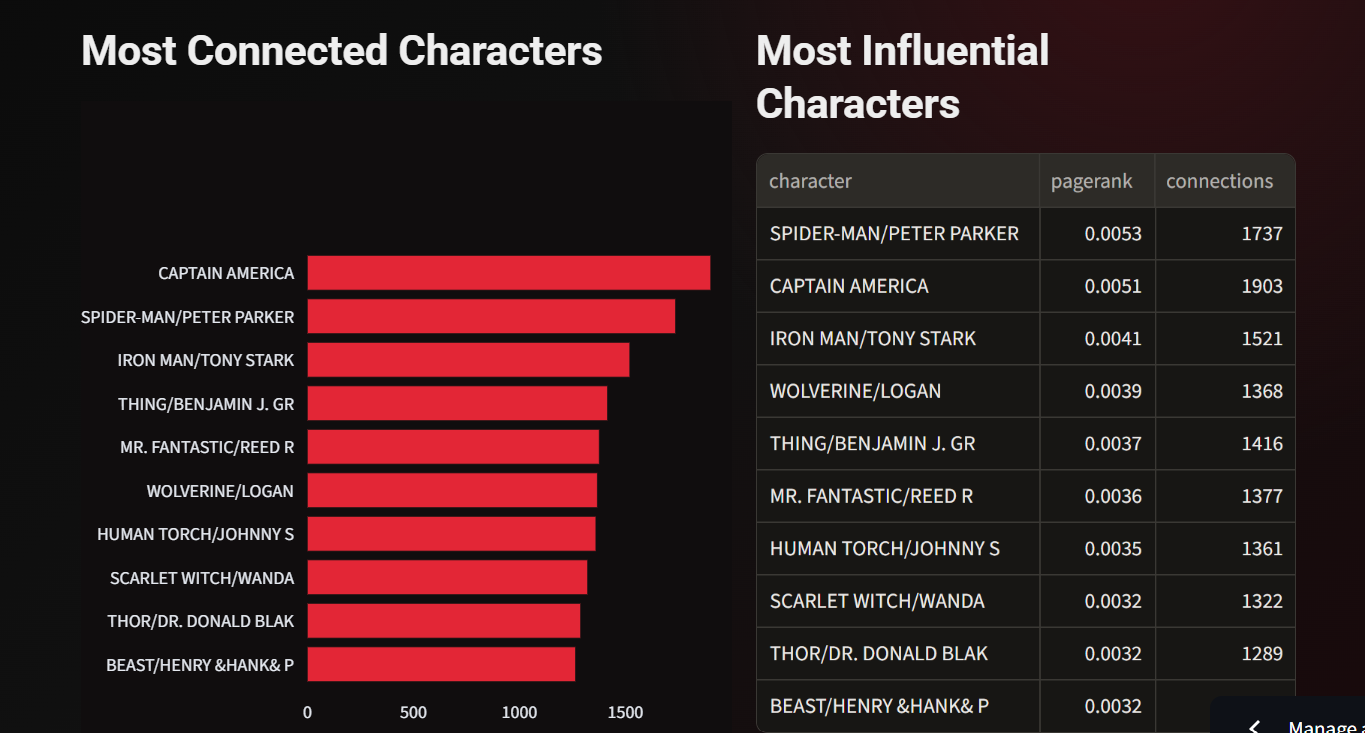 Most Connected Characters
CAPTAIN AMERICA
SPIDER-MAN/PETER PARKER
IRON MAN/TONY STARK
THING/BENJAMIN J. GR
MR. FANTASTIC/REED R
WOLVERINE/LOGAN
HUMAN TORCH/JOHNNY S
SCARLET WITCH/WANDA
THOR/DR. DONALD BLAK
BEAST/HENRY &HANK& P
0 500 1000 1500
Most Influential
Characters
character pagerank connections
SPIDER-MAN/PETER PARKER 0.0053 1737
CAPTAIN AMERICA 0.0051 1903
IRON MAN/TONY STARK 0.0041 1521
WOLVERINE/LOGAN 0.0039 1368
THING/BENJAMIN J. GR 0.0037 1416
MR. FANTASTIC/REED R 0.0036 1377
HUMAN TORCH/JOHNNY S 0.0035 1361
SCARLET WITCH/WANDA 0.0032 1322
THOR/DR. DONALD BLAK 0.0032 1289
BEAST/HENRY &HANK& P 0.0032
Manage